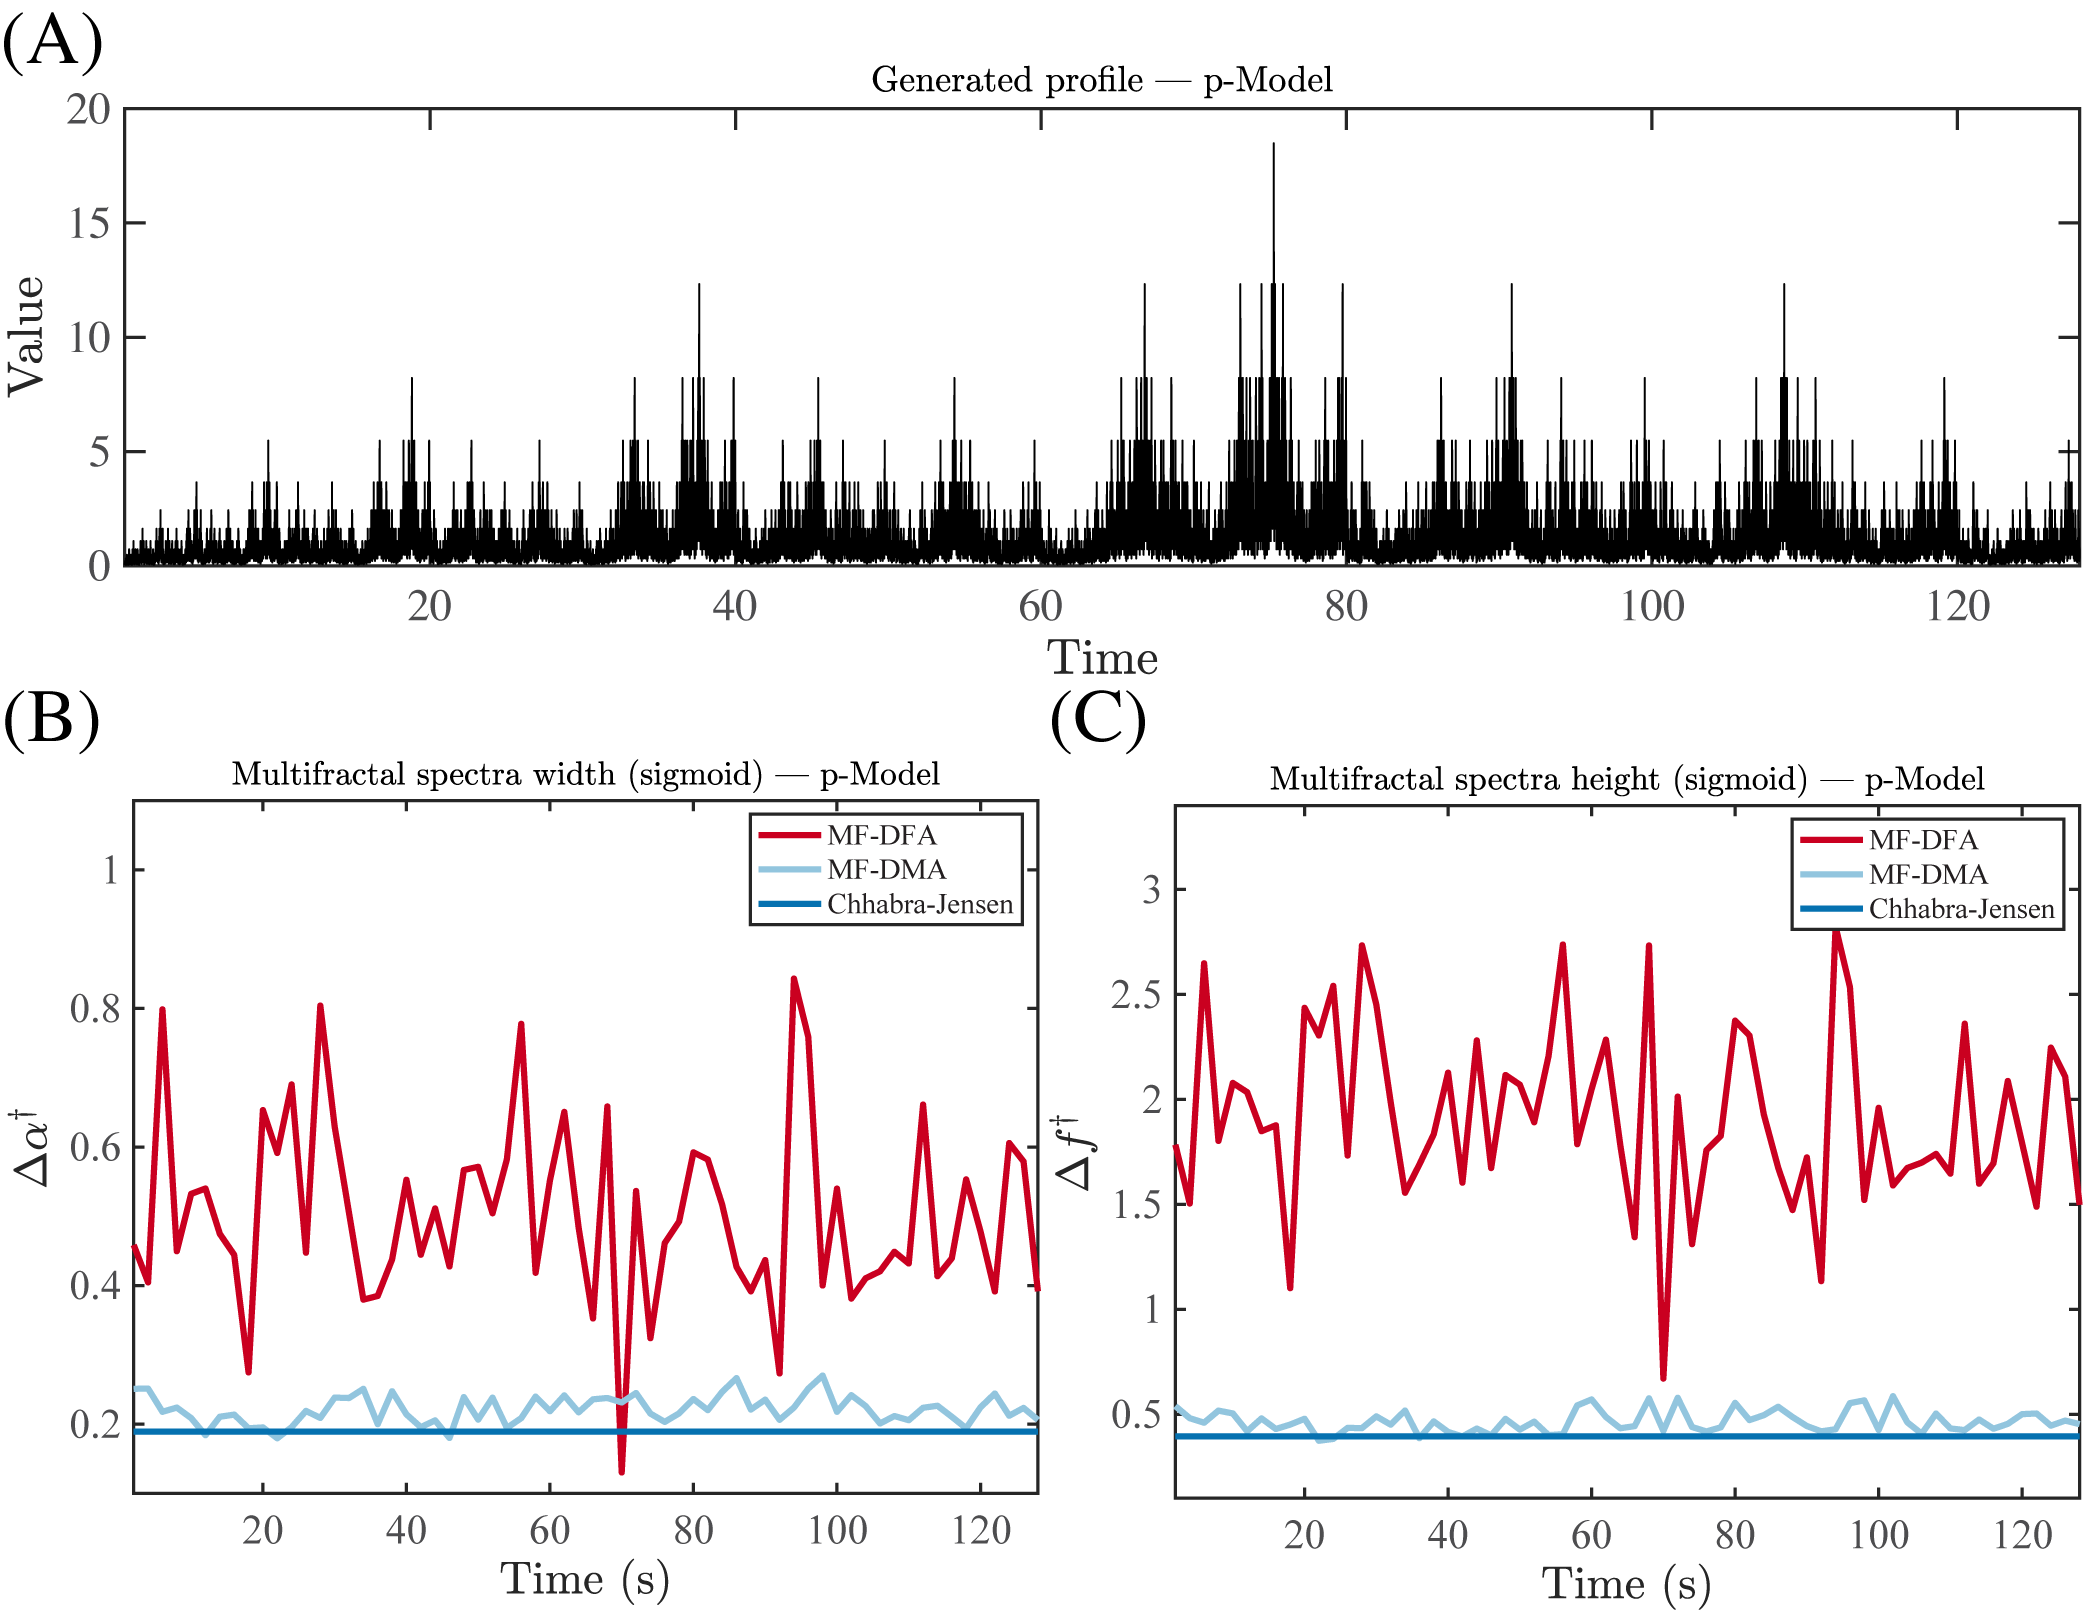 (A)
Generated profile — p-Model
20
15
10
5
0
Value
20 40 60 80 100 120
Time
(B)
Multifractal spectra width (sigmoid) — p-Model
MF-DFA
MF-DMA
Chhabra-Jensen
1
0.8
0.6
0.4
0.2
Δα†
20 40 60 80 100 120
Time (s)
(C)
Multifractal spectra height (sigmoid) — p-Model
MF-DFA
MF-DMA
Chhabra-Jensen
3
2.5
2
1.5
1
0.5
Δf†
20 40 60 80 100 120
Time (s)